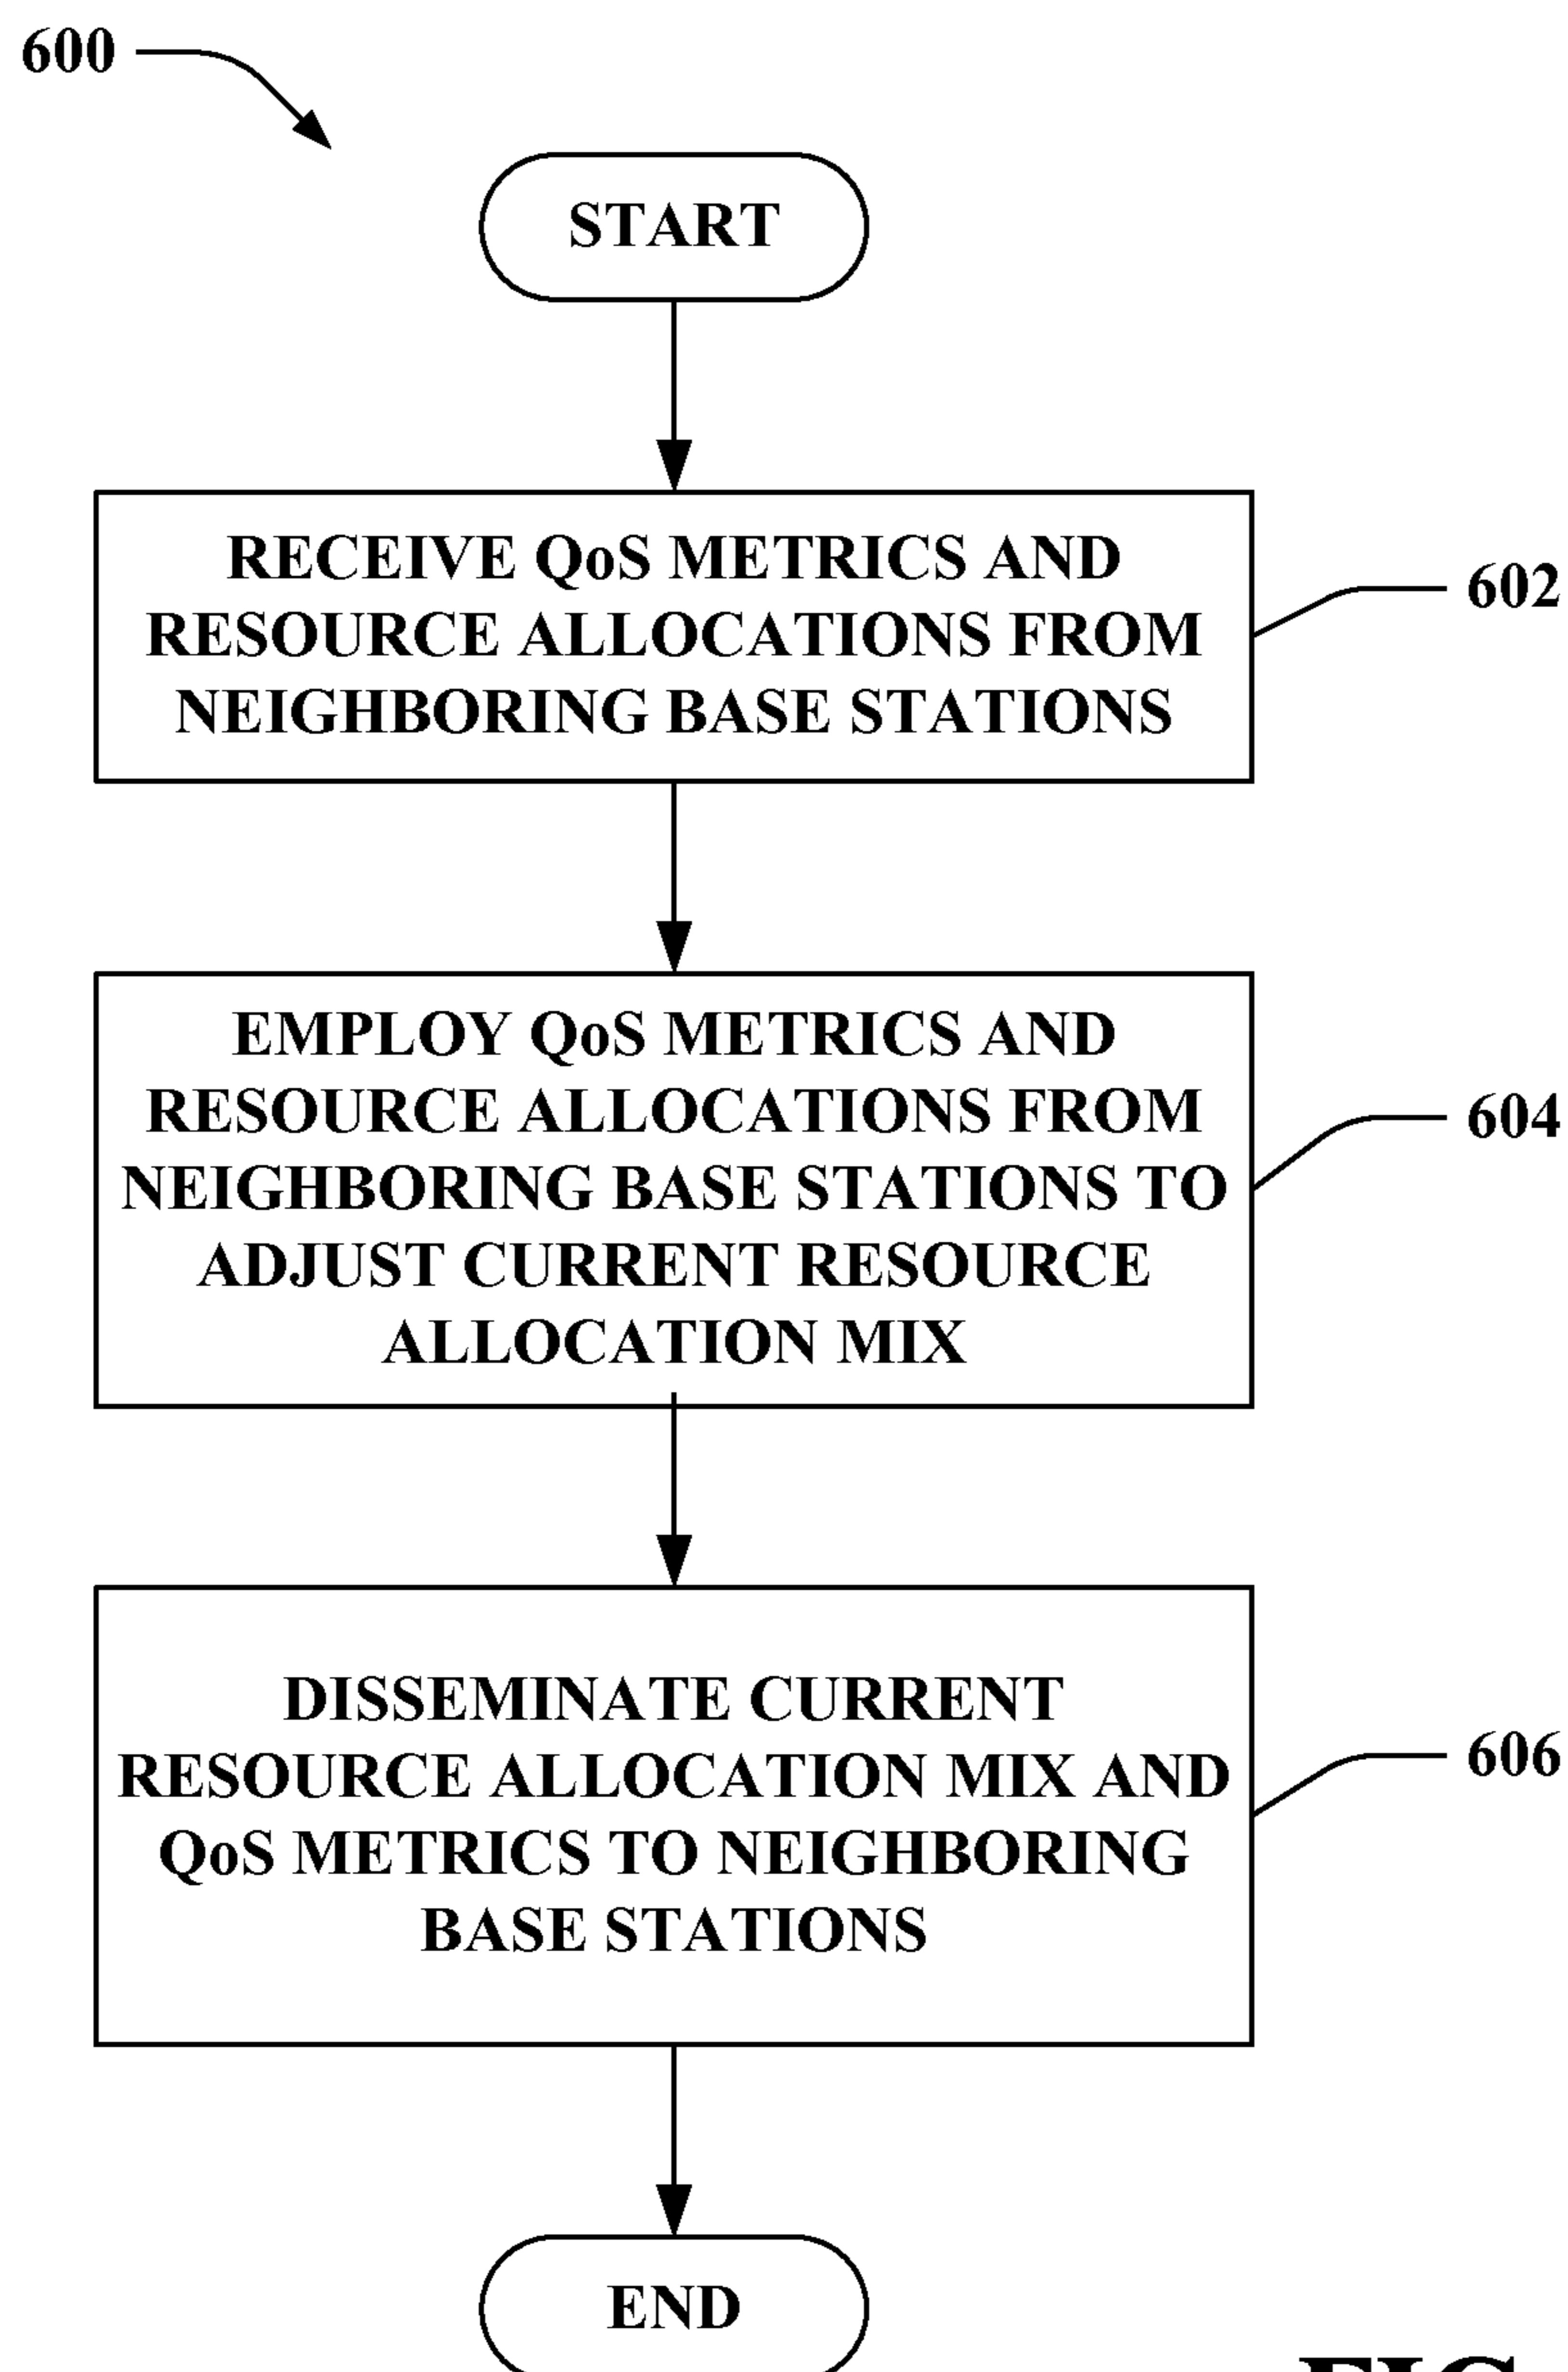 600
START
RECEIVE QoS METRICS AND
RESOURCE ALLOCATIONS FROM
NEIGHBORING BASE STATIONS
602
EMPLOY QoS METRICS AND
RESOURCE ALLOCATIONS FROM
NEIGHBORING BASE STATIONS TO
ADJUST CURRENT RESOURCE
ALLOCATION MIX
604
DISSEMINATE CURRENT
RESOURCE ALLOCATION MIX AND
QoS METRICS TO NEIGHBORING
BASE STATIONS
606
END